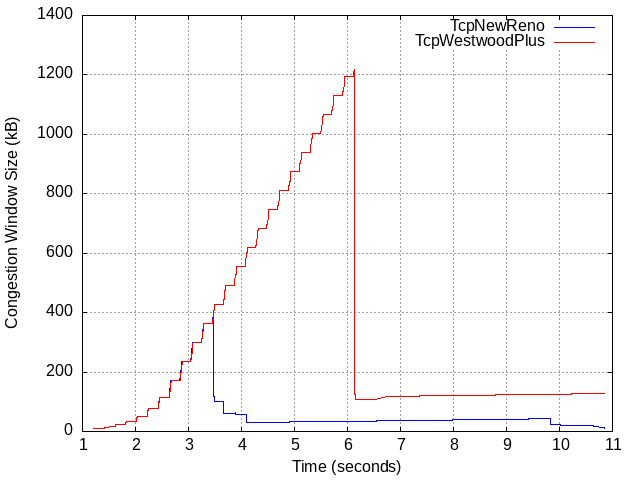 1400
1200
1000
800
600
400
200
0
Congestion Window Size (kB)
TcpNewReno
TcpWestwoodPlus
1 2 3 4 5 6 7 8 9 10 11
Time (seconds)